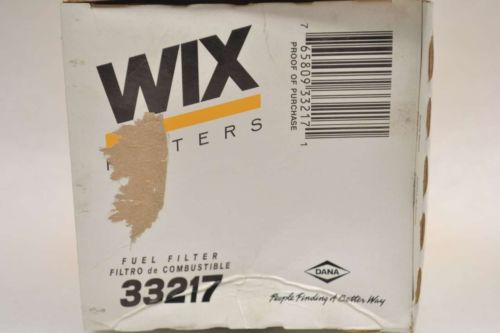 WIX
FILTERS
7 65809 33217 1
PROOF OF PURCHASE
FUEL FILTER
FILTRO de COMBUSTIBLE
33217
DANA
People Finding A Better Way